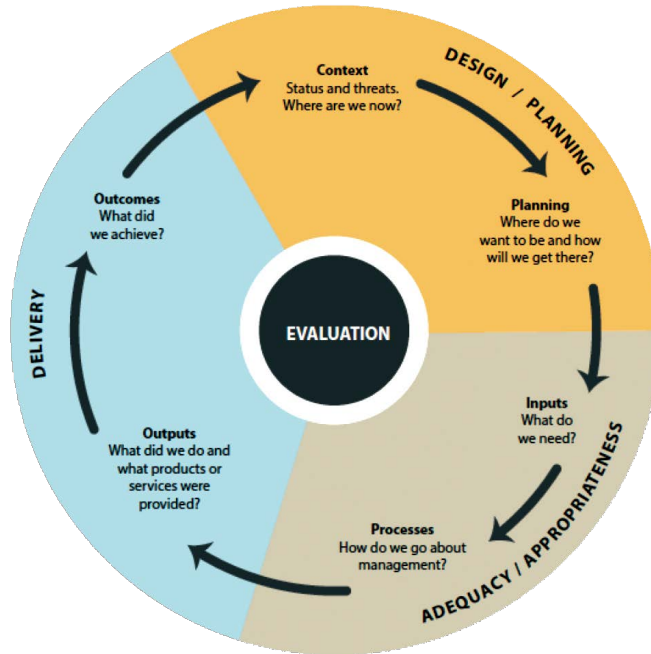 DESIGN / PLANNING
Context
Status and threats.
Where are we now?
Planning
Where do we
want to be and how
will we get there?
Inputs
What do
we need?
ADEQUACY / APPROPRIATENESS
Processes
How do we go about
management?
Outputs
What did we do and
what products or
services were
provided?
DELIVERY
Outcomes
What did
we achieve?
EVALUATION